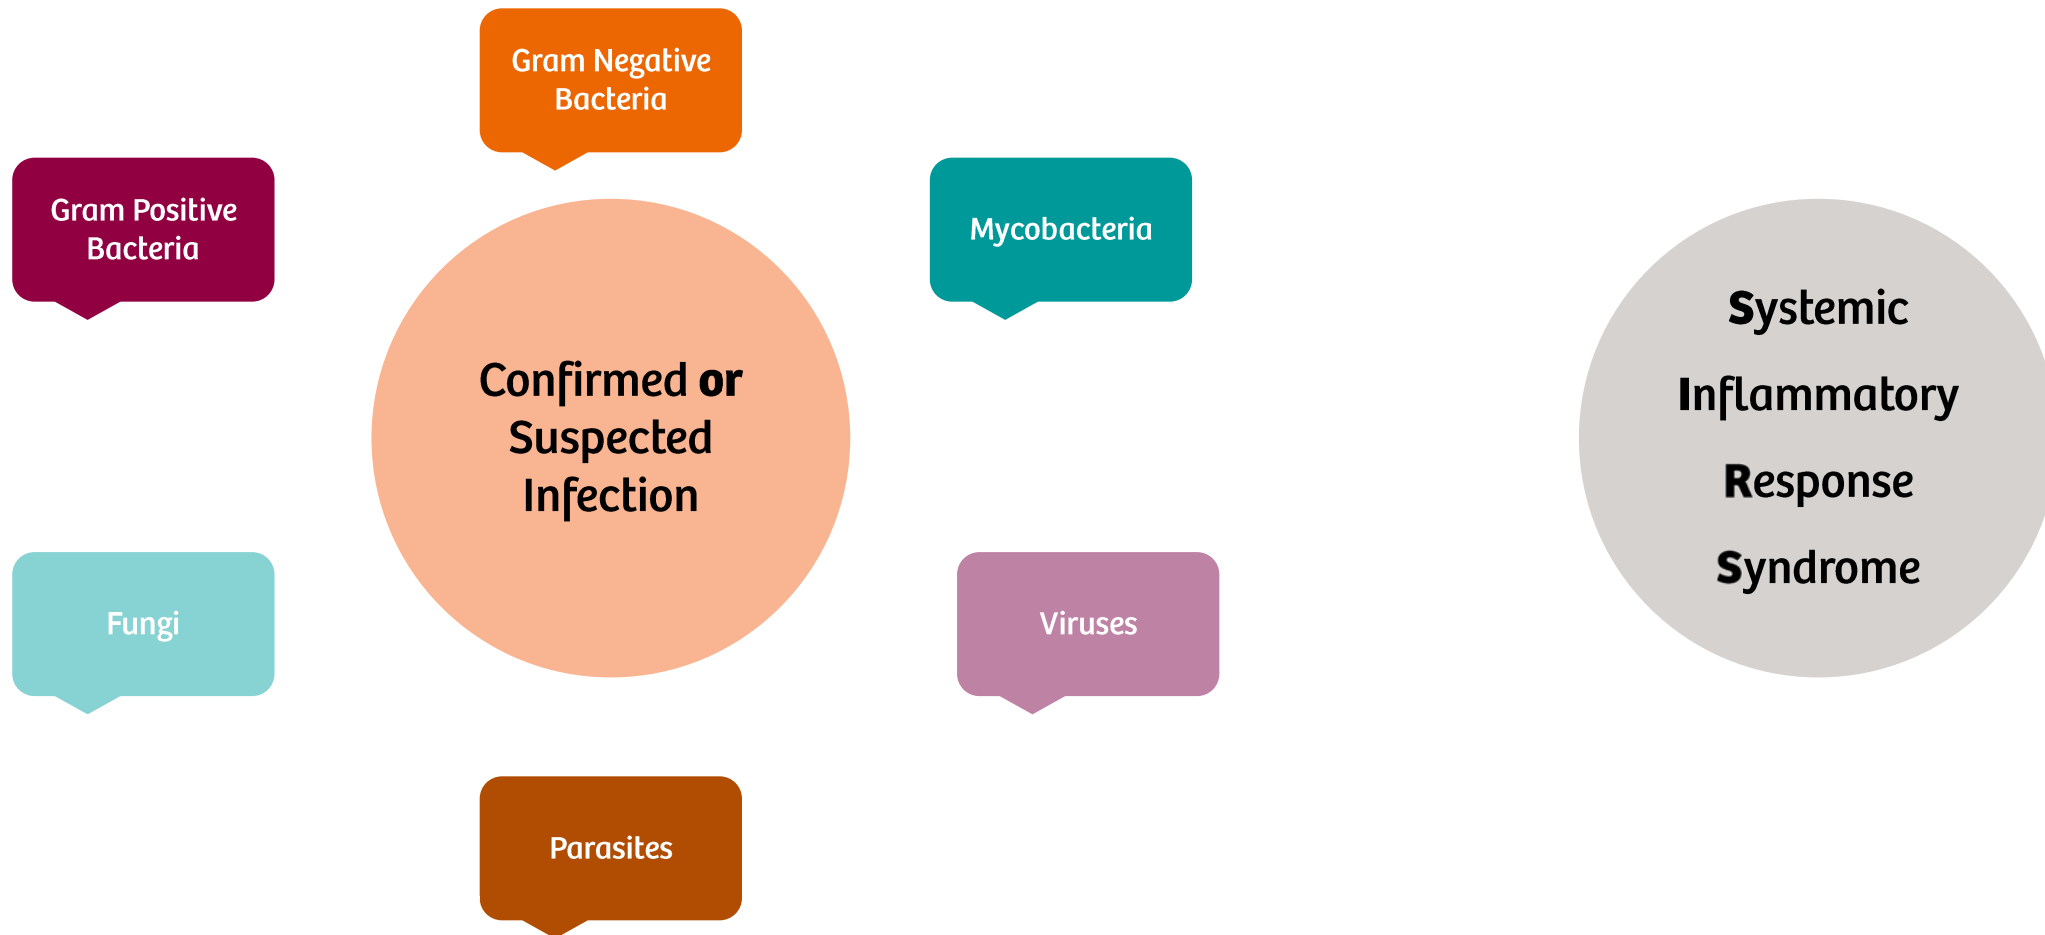 Gram Negative
Bacteria
Gram Positive
Bacteria
Mycobacteria
Confirmed or
Suspected
Infection
Systemic
Inflammatory
Response
Syndrome
Fungi
Viruses
Parasites